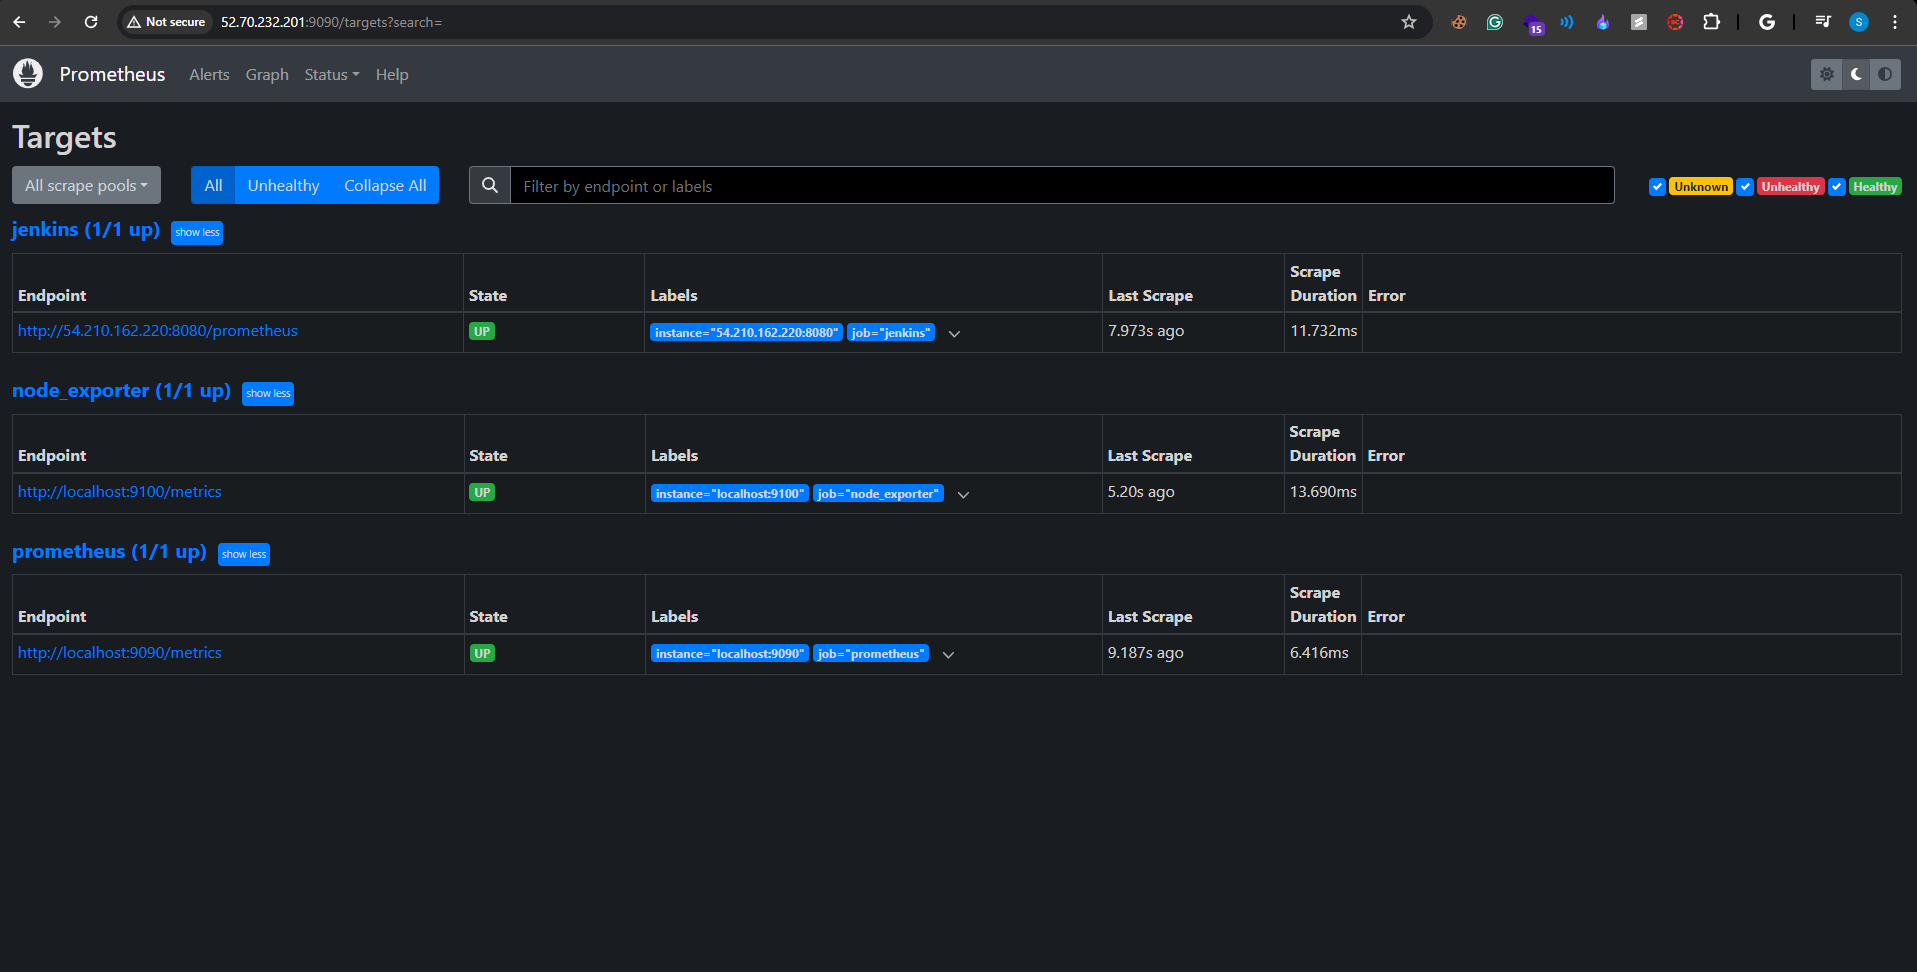 Not secure 52.70.232.201:9090/targets?search=
15
S
Prometheus Alerts Graph Status Help
Targets
All scrape pools All Unhealthy Collapse All Filter by endpoint or labels Unknown Unhealthy Healthy
jenkins (1/1 up) show less
Endpoint State Labels Last Scrape Scrape Duration Error
http://54.210.162.220:8080/prometheus UP instance="54.210.162.220:8080" job="jenkins" 7.973s ago 11.732ms
node_exporter (1/1 up) show less
Endpoint State Labels Last Scrape Scrape Duration Error
http://localhost:9100/metrics UP instance="localhost:9100" job="node_exporter" 5.20s ago 13.690ms
prometheus (1/1 up) show less
Endpoint State Labels Last Scrape Scrape Duration Error
http://localhost:9090/metrics UP instance="localhost:9090" job="prometheus" 9.187s ago 6.416ms